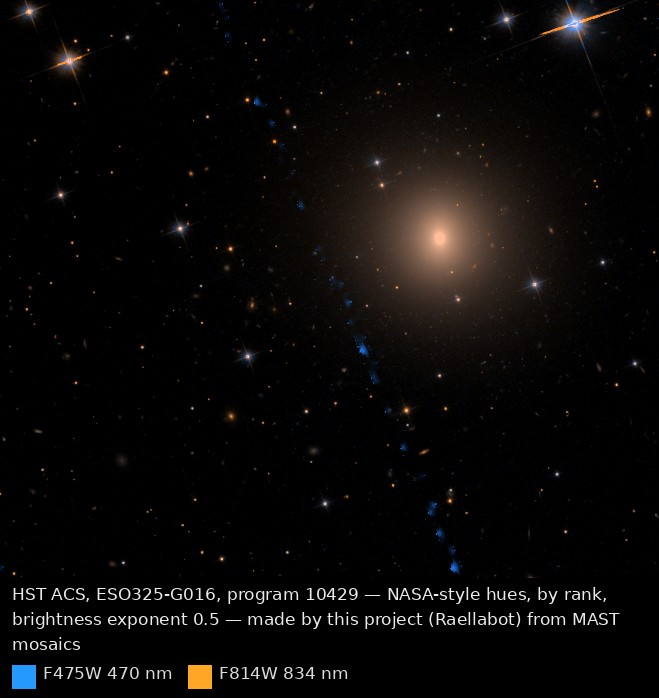 HST ACS, ESO325-G016, program 10429 — NASA-style hues, by rank,
brightness exponent 0.5 — made by this project (Raellabot) from MAST
mosaics
F475W 470 nm F814W 834 nm